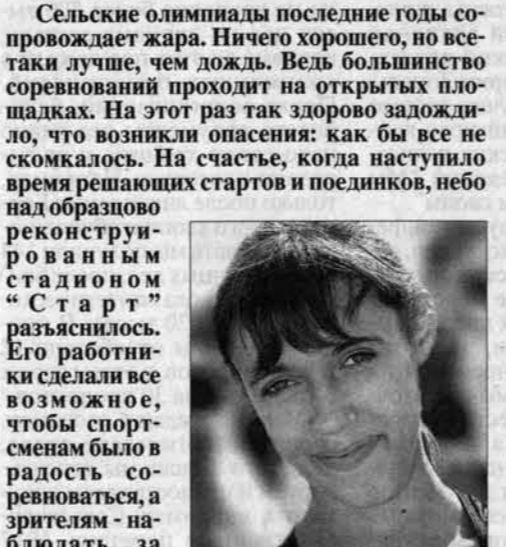 Сельские олимпиады последние годы со-
провождает жара. Ничего хорошего, но все-
таки лучше, чем дождь. Ведь большинство
соревнований проходит на открытых пло-
щадках. На этот раз так здорово задожди-
ло, что возникли опасения: как бы все не
скомкалось. На счастье, когда наступило
время решающих стартов и поединков, небо
над образцово
реконструи-
рованным
стадионом
“Старт”
разъяснилось.
Его работни-
ки сделали все
возможное,
чтобы спорт-
сменам было в
радость со-
ревноваться, а
зрителям - на-
блюдать за